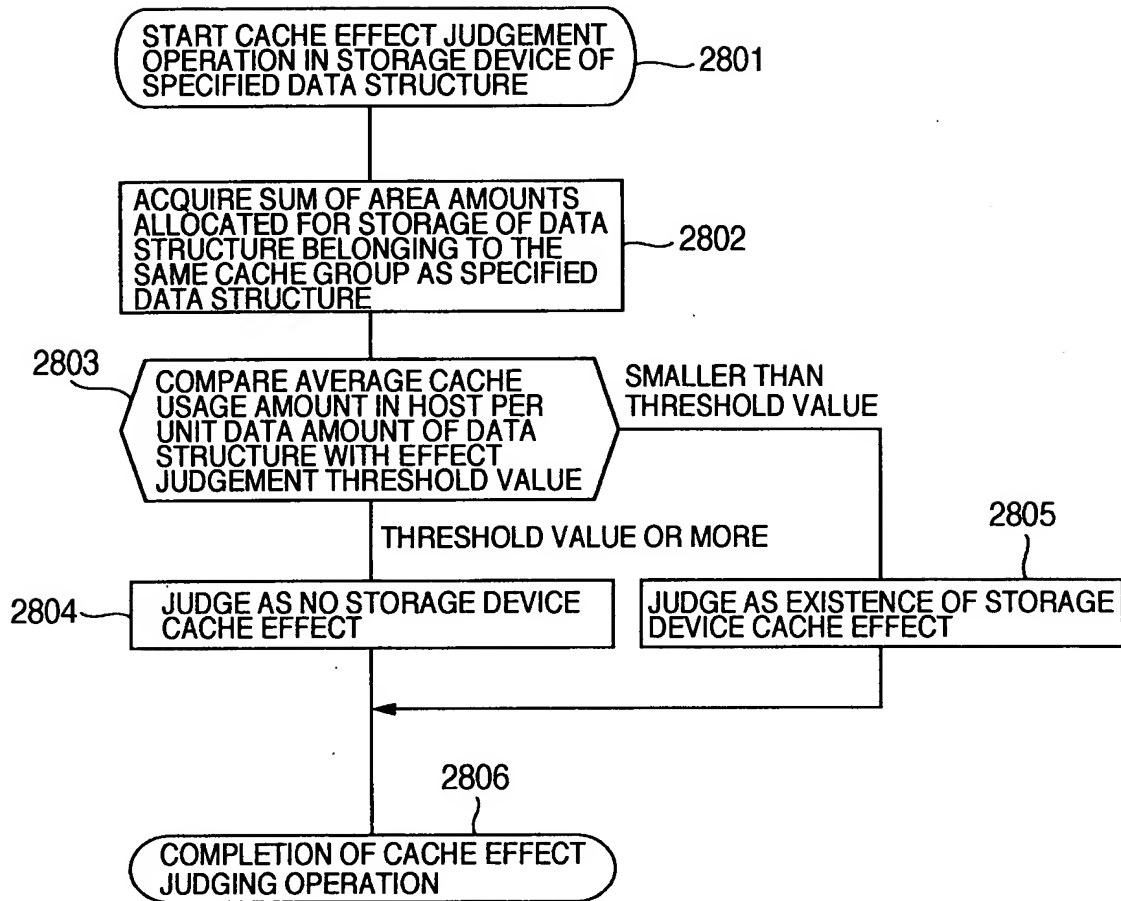 START CACHE EFFECT JUDGEMENT
OPERATION IN STORAGE DEVICE OF
SPECIFIED DATA STRUCTURE
2801
ACQUIRE SUM OF AREA AMOUNTS
ALLOCATED FOR STORAGE OF DATA
STRUCTURE BELONGING TO THE
SAME CACHE GROUP AS SPECIFIED
DATA STRUCTURE
2802
2803
COMPARE AVERAGE CACHE
USAGE AMOUNT IN HOST PER
UNIT DATA AMOUNT OF DATA
STRUCTURE WITH EFFECT
JUDGEMENT THRESHOLD VALUE
SMALLER THAN
THRESHOLD VALUE
THRESHOLD VALUE OR MORE
2804
JUDGE AS NO STORAGE DEVICE
CACHE EFFECT
2805
JUDGE AS EXISTENCE OF STORAGE
DEVICE CACHE EFFECT
2806
COMPLETION OF CACHE EFFECT
JUDGING OPERATION